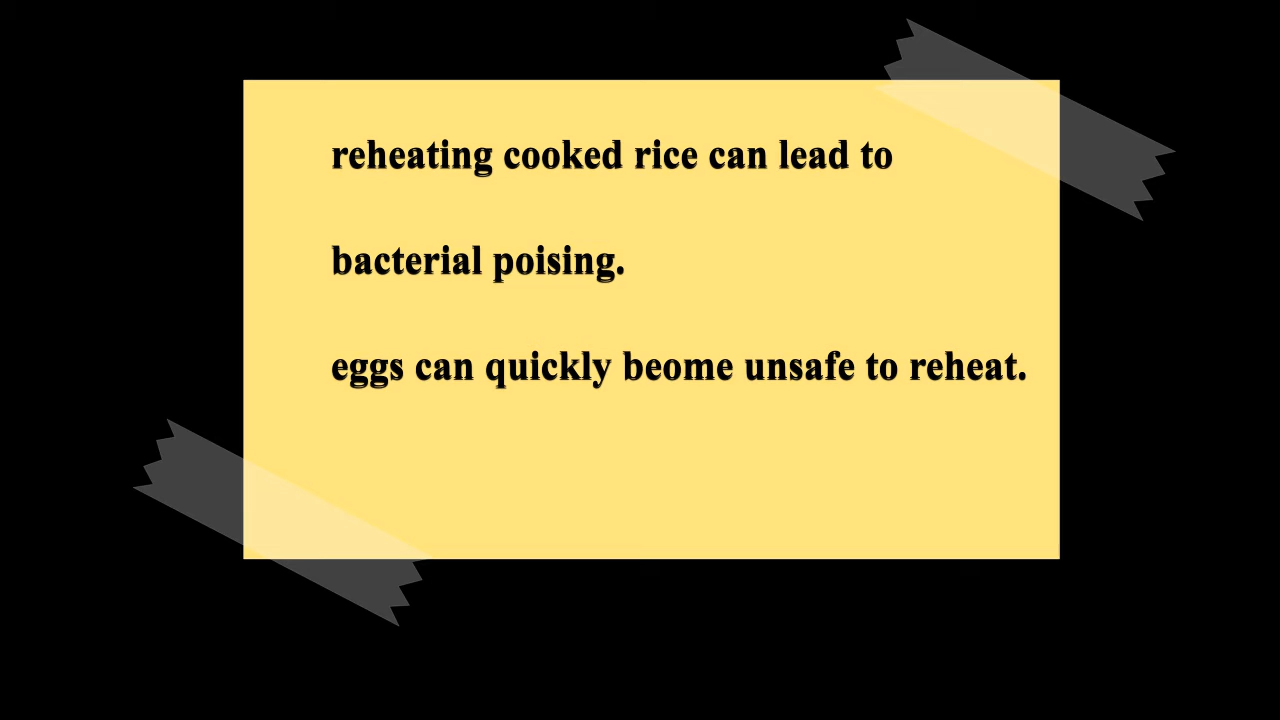 reheating cooked rice can lead to
bacterial poising.
eggs can quickly beome unsafe to reheat.